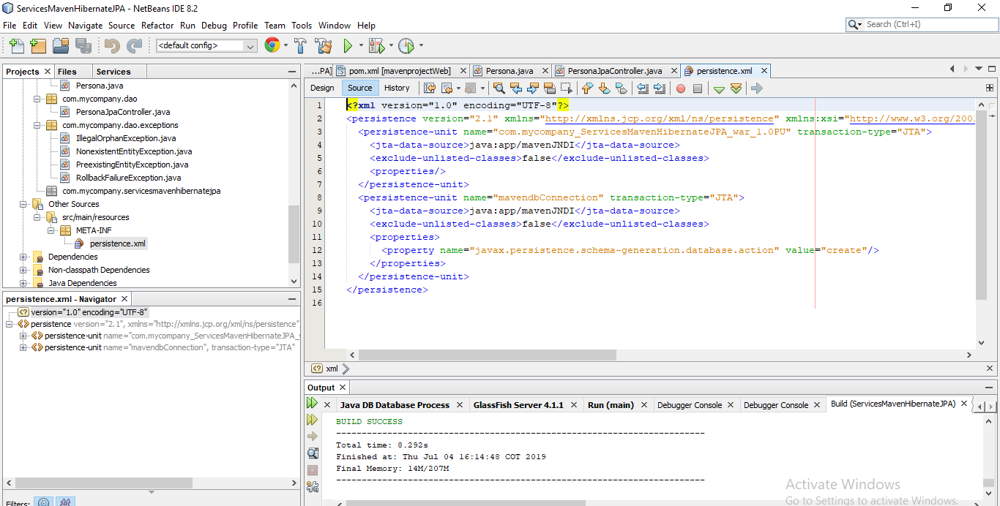 ServicesMavenHibernateJPA - NetBeans IDE 8.2
File Edit View Navigate Source Refactor Run Debug Profile Team Tools Window Help
Search (Ctrl+I)
<default config>
Projects Files Services
Persona.java
com.mycompany.dao
PersonaJpaController.java
com.mycompany.dao.exceptions
IllegalOrphanException.java
NonexistentEntityException.java
PreexistingEntityException.java
RollbackFailureException.java
com.mycompany.servicesmavenhibernatejpa
Other Sources
src/main/resources
META-INF
persistence.xml
Dependencies
Non-classpath Dependencies
Java Dependencies
persistence.xml - Navigator
version="1.0" encoding="UTF-8"
persistence version="2.1", xmlns="http://xmlns.jcp.org/xml/ns/persistence"
persistence-unit name="com.mycompany_ServicesMavenHibernateJPA_
persistence-unit name="mavendbConnection", transaction-type="JTA"
Filters:
...PA] pom.xml [mavenprojectWeb] Persona.java PersonaJpaController.java persistence.xml
Design Source History
1 <?xml version="1.0" encoding="UTF-8"?>
2 <persistence version="2.1" xmlns="http://xmlns.jcp.org/xml/ns/persistence" xmlns:xsi="http://www.w3.org/200
3 <persistence-unit name="com.mycompany_ServicesMavenHibernateJPA_war_1.0PU" transaction-type="JTA">
4 <jta-data-source>java:app/mavenJNDI</jta-data-source>
5 <exclude-unlisted-classes>false</exclude-unlisted-classes>
6 <properties/>
7 </persistence-unit>
8 <persistence-unit name="mavendbConnection" transaction-type="JTA">
9 <jta-data-source>java:app/mavenJNDI</jta-data-source>
10 <exclude-unlisted-classes>false</exclude-unlisted-classes>
11 <properties>
12 <property name="javax.persistence.schema-generation.database.action" value="create"/>
13 </properties>
14 </persistence-unit>
15 </persistence>
16
xml
Output
Java DB Database Process GlassFish Server 4.1.1 Run (main) Debugger Console Debugger Console Build (ServicesMavenHibernateJPA)
BUILD SUCCESS
------------------------------------------------------------------------
Total time: 8.292s
Finished at: Thu Jul 04 16:14:48 COT 2019
Final Memory: 14M/207M
------------------------------------------------------------------------
Activate Windows
Go to Settings to activate Windows.